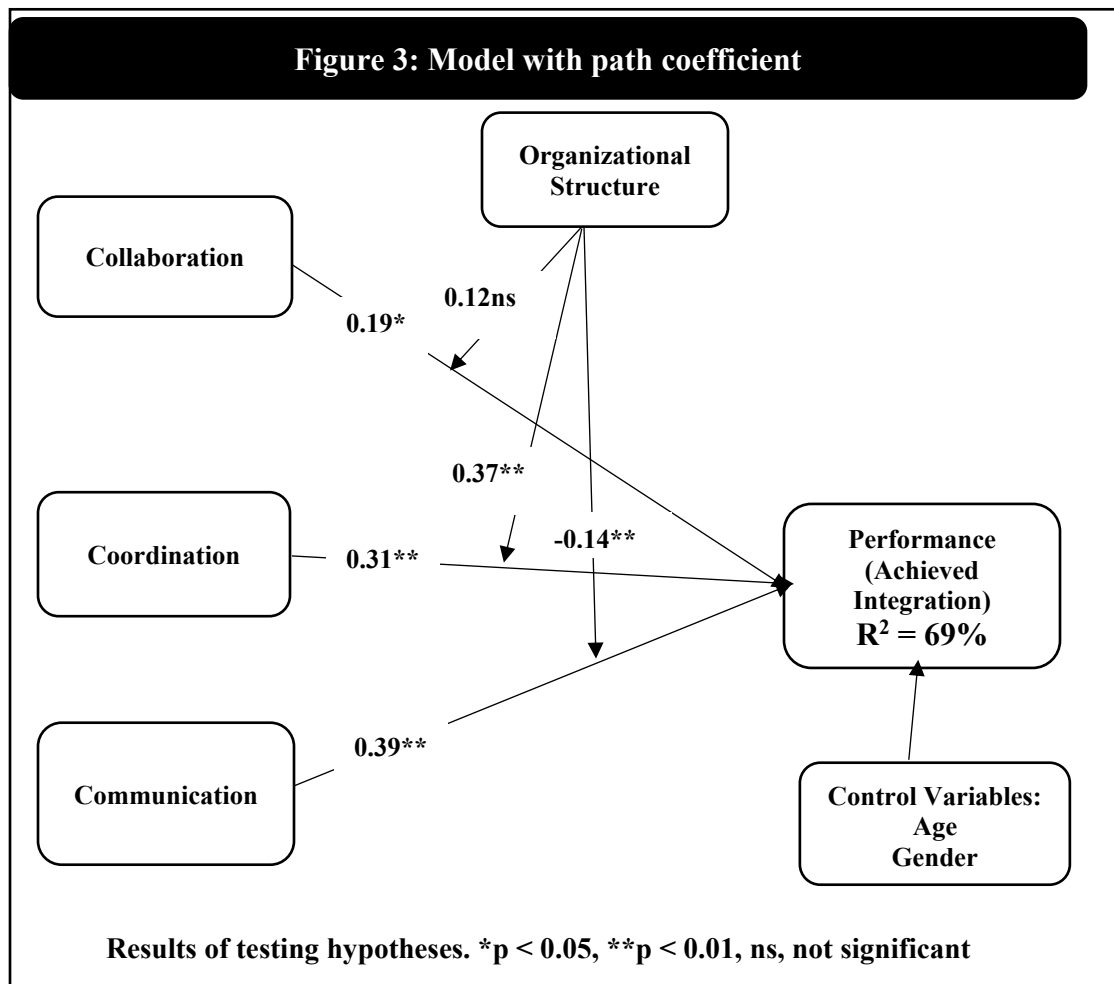 Figure 3: Model with path coefficient
Organizational
Structure
Collaboration
0.12ns
0.19*
0.37**
-0.14**
Coordination
0.31**
Performance
(Achieved
Integration)
R² = 69%
Communication
0.39**
Control Variables:
Age
Gender
Results of testing hypotheses. *p < 0.05, **p < 0.01, ns, not significant